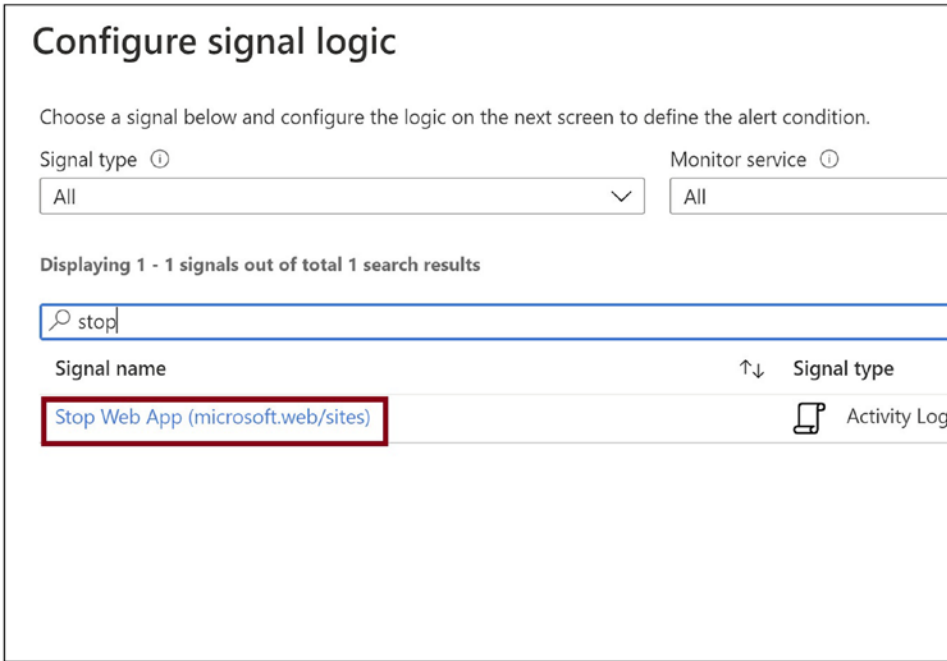 Configure signal logic
Choose a signal below and configure the logic on the next screen to define the alert condition.
Signal type Monitor service
All All
Displaying 1 - 1 signals out of total 1 search results
stop
Signal name Signal type
Stop Web App (microsoft.web/sites) Activity Log